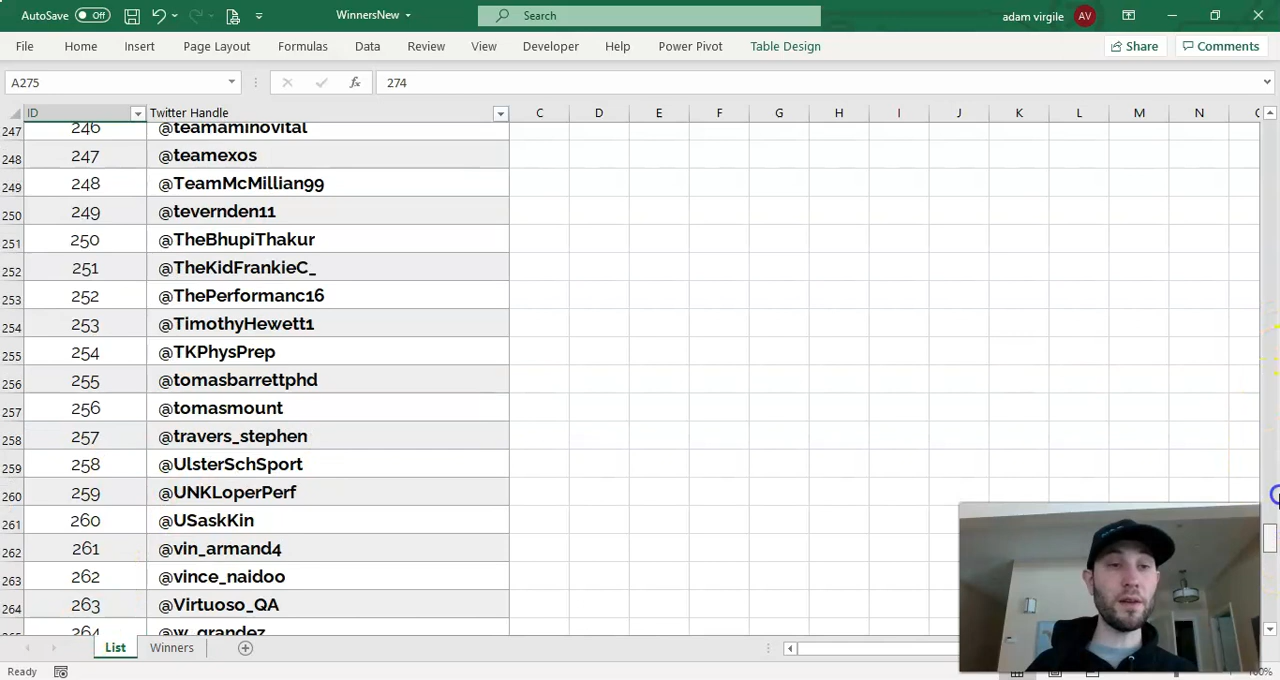 AutoSave Off WinnersNew Search adam virgile AV
File Home Insert Page Layout Formulas Data Review View Developer Help Power Pivot Table Design Share Comments
A275 fx 274
ID Twitter Handle C D E F G H I J K L M N
247 246 @teamaminovital
248 247 @teamexos
249 248 @TeamMcMillian99
250 249 @tevernden11
251 250 @TheBhupiThakur
252 251 @TheKidFrankieC_
253 252 @ThePerformanc16
254 253 @TimothyHewett1
255 254 @TKPhysPrep
256 255 @tomasbarrettphd
257 256 @tomasmount
258 257 @travers_stephen
259 258 @UlsterSchSport
260 259 @UNKLoperPerf
261 260 @USaskKin
262 261 @vin_armand4
263 262 @vince_naidoo
264 263 @Virtuoso_QA
264 @w_grandez
List Winners
Ready 100%